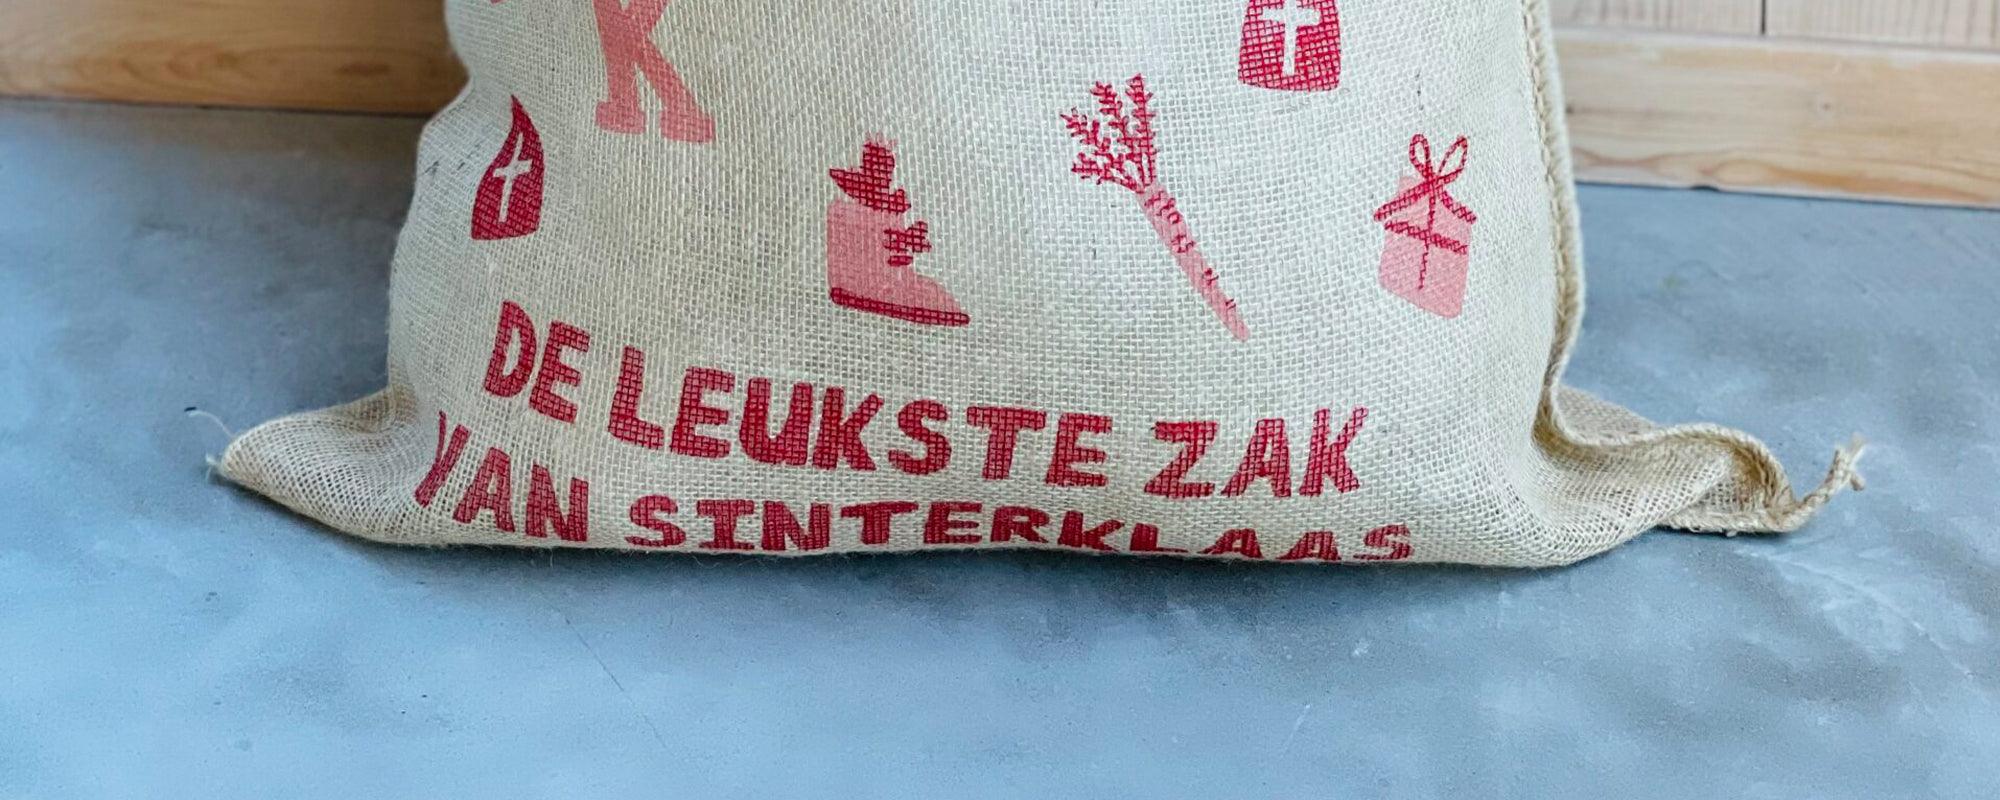 K
DE LEUKSTE ZAK
VAN SINTERKLAAS